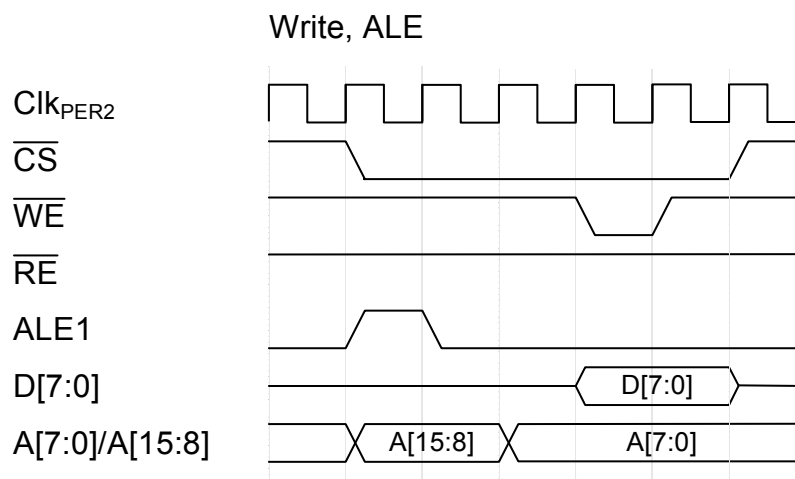 Write, ALE
ClkPER2
CS
WE
RE
ALE1
D[7:0] D[7:0]
A[7:0]/A[15:8] A[15:8] A[7:0]